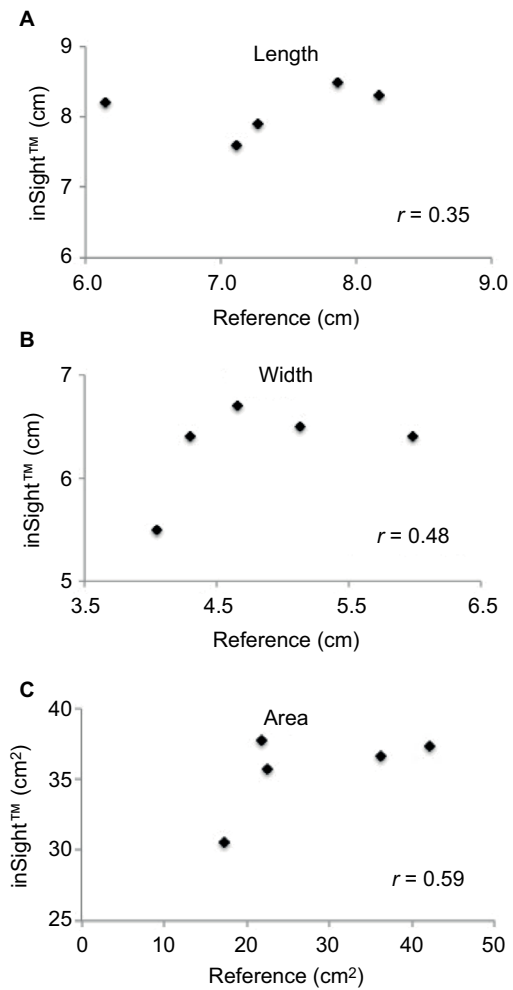 A
Length
9
8
7
6
inSight™ (cm)
r = 0.35
6.0 7.0 8.0 9.0
Reference (cm)
B
Width
7
6
5
inSight™ (cm)
r = 0.48
3.5 4.5 5.5 6.5
Reference (cm)
C
Area
40
35
30
25
inSight™ (cm²)
r = 0.59
0 10 20 30 40 50
Reference (cm²)